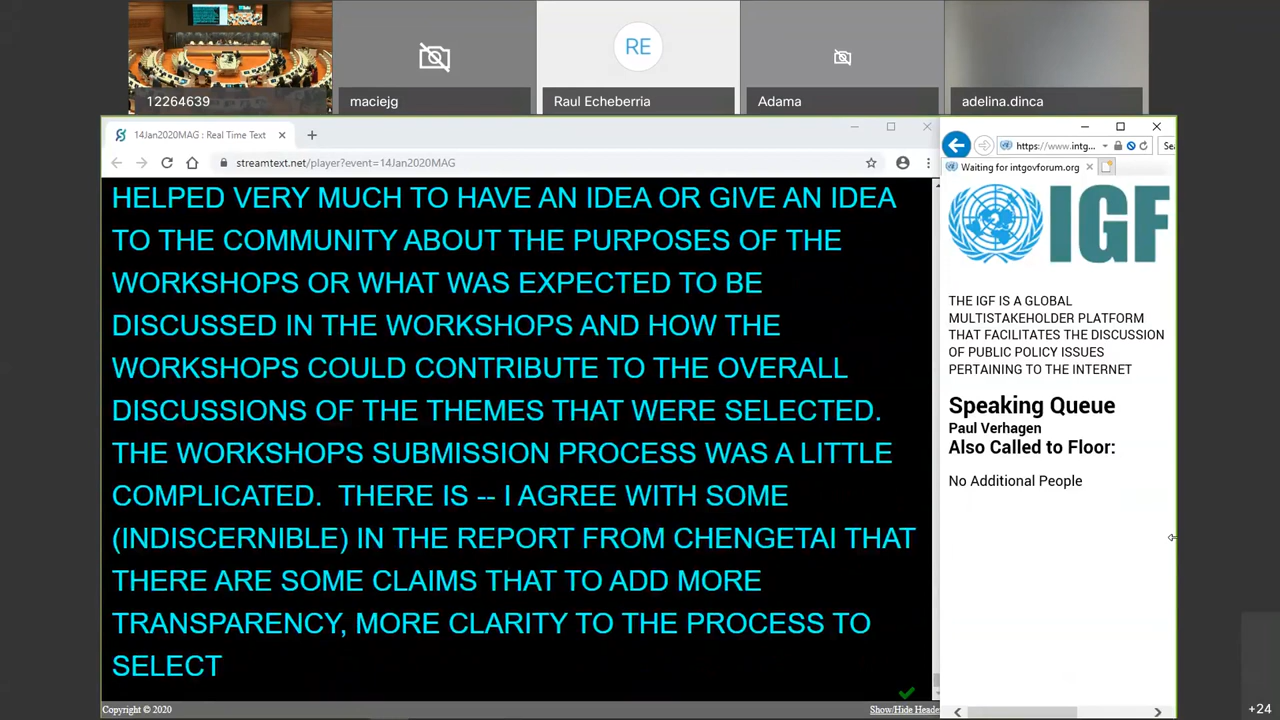 RE
12264639
maciejg
Raul Echeberria
Adama
adelina.dinca
14Jan2020MAG : Real Time Text
streamtext.net/player?event=14Jan2020MAG
HELPED VERY MUCH TO HAVE AN IDEA OR GIVE AN IDEA
TO THE COMMUNITY ABOUT THE PURPOSES OF THE
WORKSHOPS OR WHAT WAS EXPECTED TO BE
DISCUSSED IN THE WORKSHOPS AND HOW THE
WORKSHOPS COULD CONTRIBUTE TO THE OVERALL
DISCUSSIONS OF THE THEMES THAT WERE SELECTED.
THE WORKSHOPS SUBMISSION PROCESS WAS A LITTLE
COMPLICATED.  THERE IS -- I AGREE WITH SOME
(INDISCERNIBLE) IN THE REPORT FROM CHENGETAI THAT
THERE ARE SOME CLAIMS THAT TO ADD MORE
TRANSPARENCY, MORE CLARITY TO THE PROCESS TO
SELECT
Copyright © 2020
Show/Hide Heade
https://www.intg...
Sea
Waiting for intgovforum.org
IGF
THE IGF IS A GLOBAL
MULTISTAKEHOLDER PLATFORM
THAT FACILITATES THE DISCUSSION
OF PUBLIC POLICY ISSUES
PERTAINING TO THE INTERNET
Speaking Queue
Paul Verhagen
Also Called to Floor:
No Additional People
+24